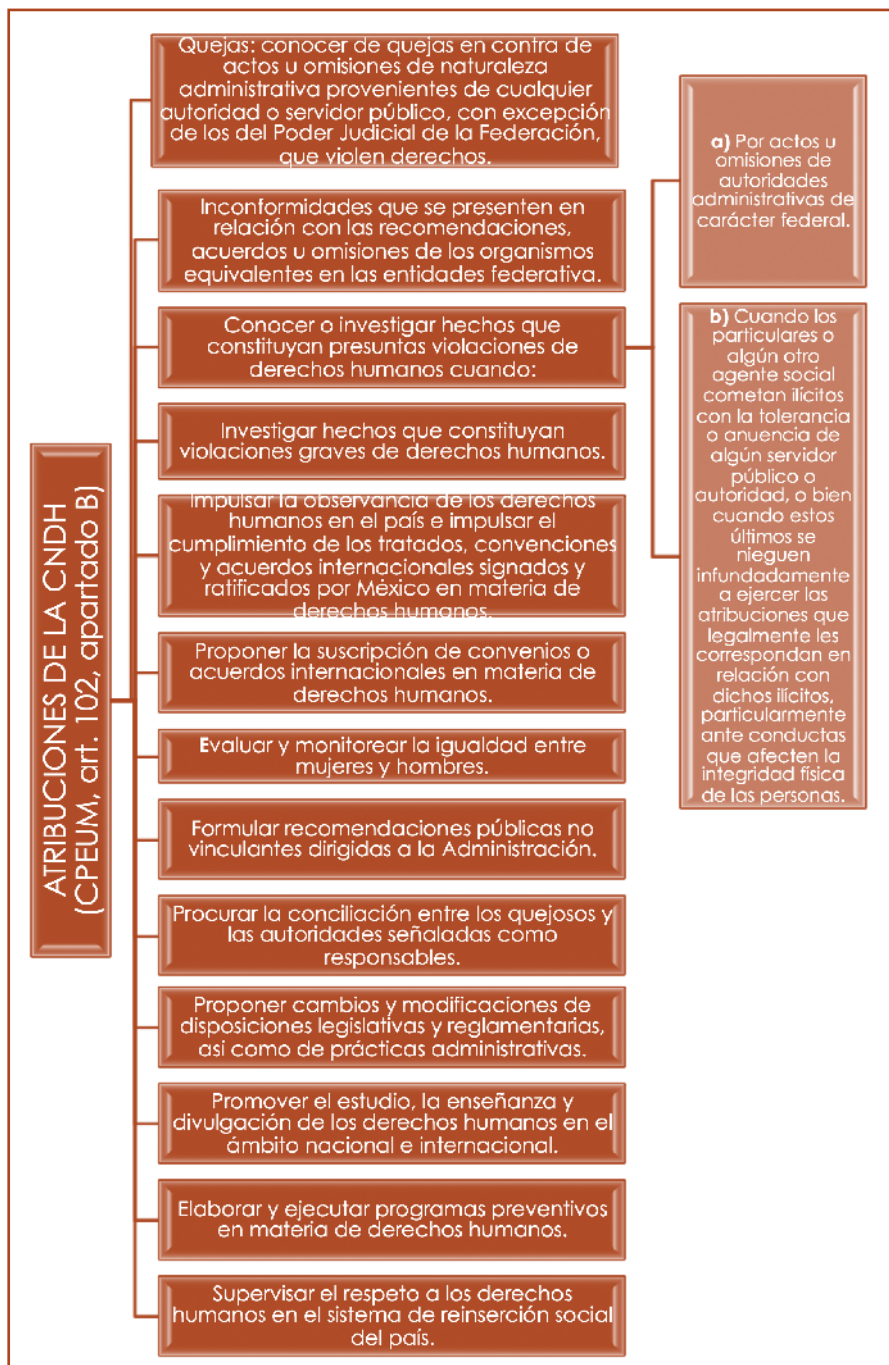 ATRIBUCIONES DE LA CNDH
(CPEUM, art. 102, apartado B)
Quejas: conocer de quejas en contra de
actos u omisiones de naturaleza
administrativa provenientes de cualquier
autoridad o servidor público, con excepción
de los del Poder Judicial de la Federación,
que violen derechos.
Inconformidades que se presenten en
relación con las recomendaciones,
acuerdos u omisiones de los organismos
equivalentes en las entidades federativa.
Conocer o investigar hechos que
constituyan presuntas violaciones de
derechos humanos cuando:
a) Por actos u
omisiones de
autoridades
administrativas de
carácter federal.
b) Cuando los
particulares o
algún otro
agente social
cometan ilícitos
con la tolerancia
o anuencia de
algún servidor
público o
autoridad, o bien
cuando estos
últimos se
nieguen
infundadamente
a ejercer las
atribuciones que
legalmente les
correspondan en
relación con
dichos ilícitos,
particularmente
ante conductas
que afecten la
integridad física
de las personas.
Investigar hechos que constituyan
violaciones graves de derechos humanos.
Impulsar la observancia de los derechos
humanos en el país e impulsar el
cumplimiento de los tratados, convenciones
y acuerdos internacionales signados y
ratificados por México en materia de
derechos humanos.
Proponer la suscripción de convenios o
acuerdos internacionales en materia de
derechos humanos.
Evaluar y monitorear la igualdad entre
mujeres y hombres.
Formular recomendaciones públicas no
vinculantes dirigidas a la Administración.
Procurar la conciliación entre los quejosos y
las autoridades señaladas como
responsables.
Proponer cambios y modificaciones de
disposiciones legislativas y reglamentarias,
asi como de prácticas administrativas.
Promover el estudio, la enseñanza y
divulgación de los derechos humanos en el
ámbito nacional e internacional.
Elaborar y ejecutar programas preventivos
en materia de derechos humanos.
Supervisar el respeto a los derechos
humanos en el sistema de reinserción social
del país.